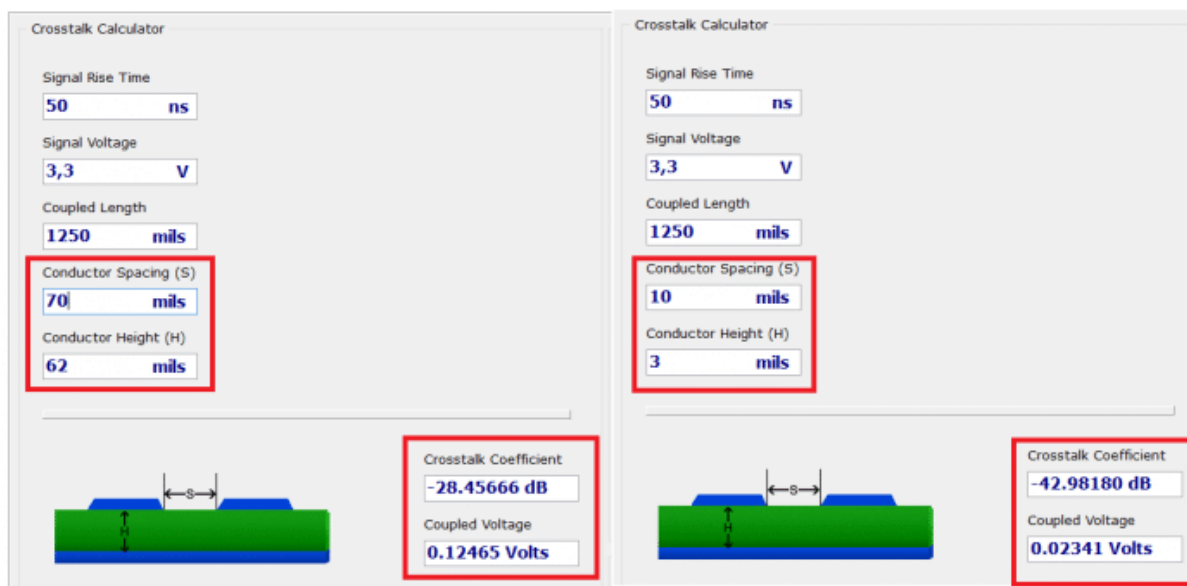 Crosstalk Calculator
Signal Rise Time
50 ns
Signal Voltage
3,3 V
Coupled Length
1250 mils
Conductor Spacing (S)
70 mils
Conductor Height (H)
62 mils
S
H
Crosstalk Coefficient
-28.45666 dB
Coupled Voltage
0.12465 Volts
Crosstalk Calculator
Signal Rise Time
50 ns
Signal Voltage
3,3 V
Coupled Length
1250 mils
Conductor Spacing (S)
10 mils
Conductor Height (H)
3 mils
S
H
Crosstalk Coefficient
-42.98180 dB
Coupled Voltage
0.02341 Volts